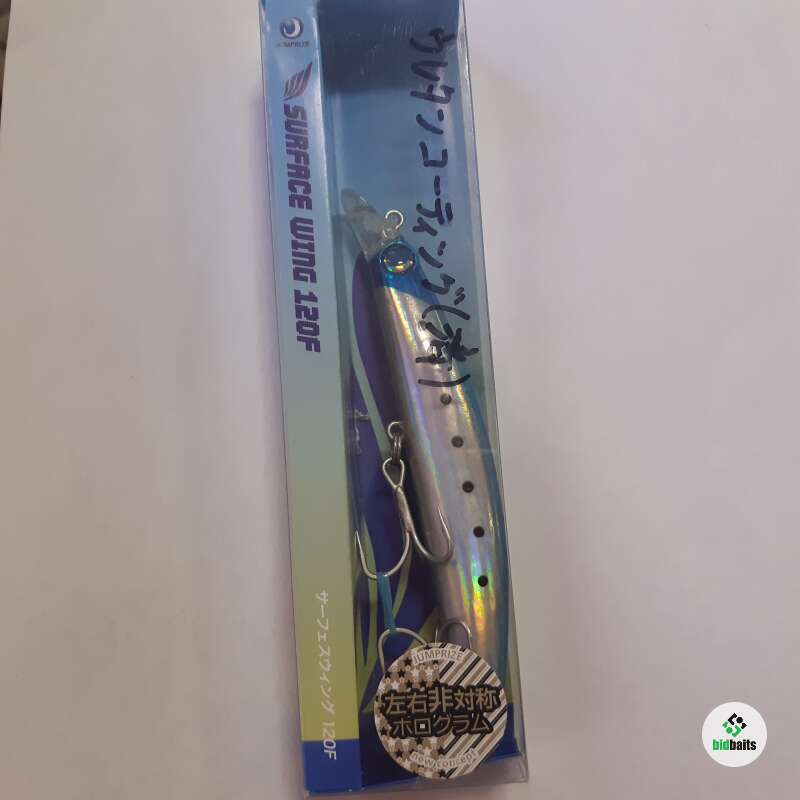 JUMPRIZE
SURFACE WING 120F
サーフェスウィング 120F
ウレタンコーティング(済)
JUMPRIZE
左右非対称
ホログラム
new concept
bidbaits